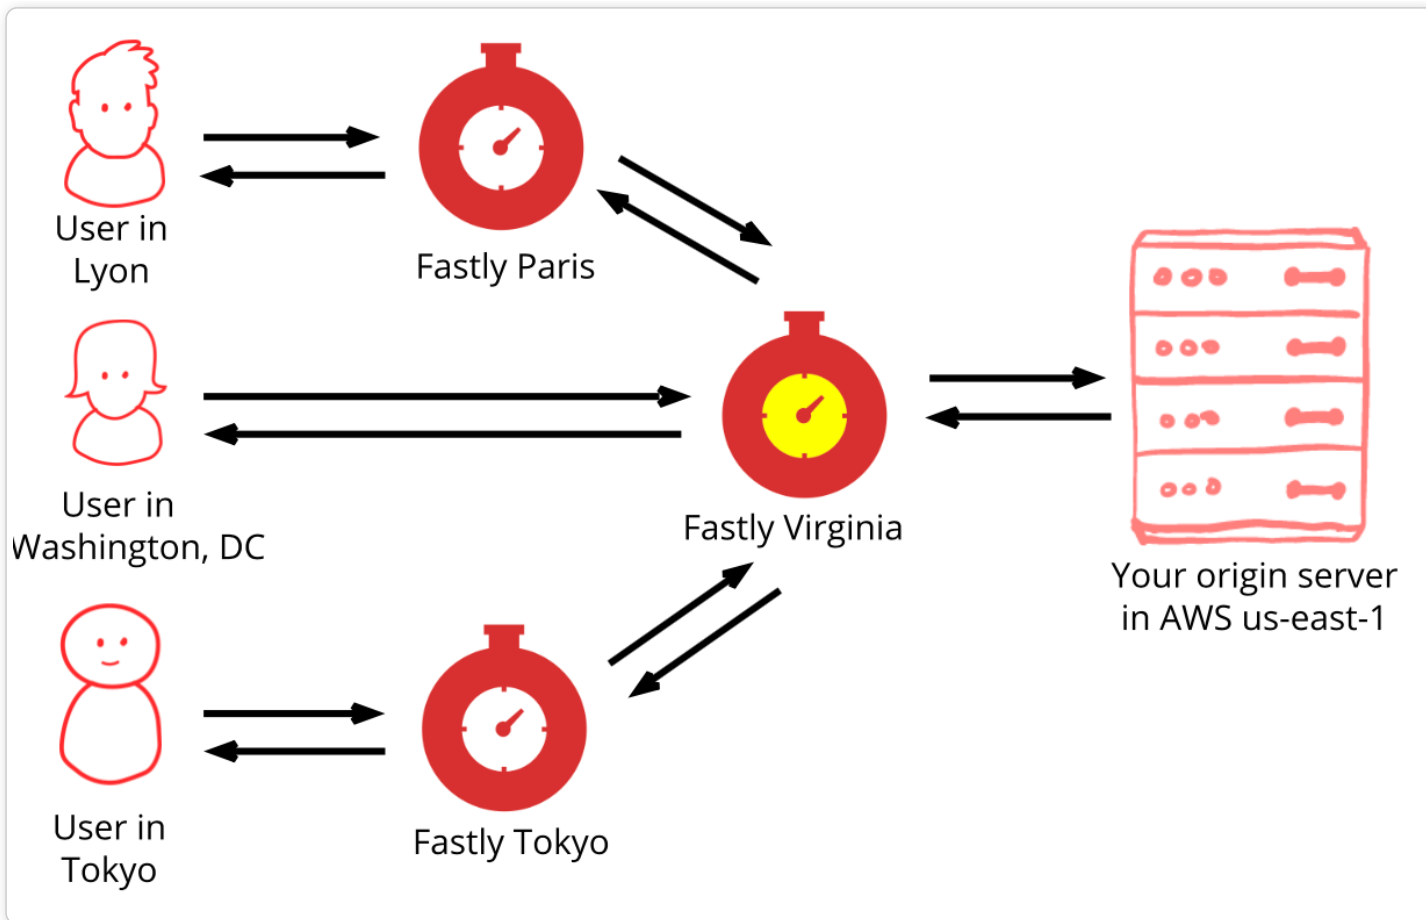 User in
Lyon
Fastly Paris
User in
Washington, DC
Fastly Virginia
Your origin server
in AWS us-east-1
User in
Tokyo
Fastly Tokyo